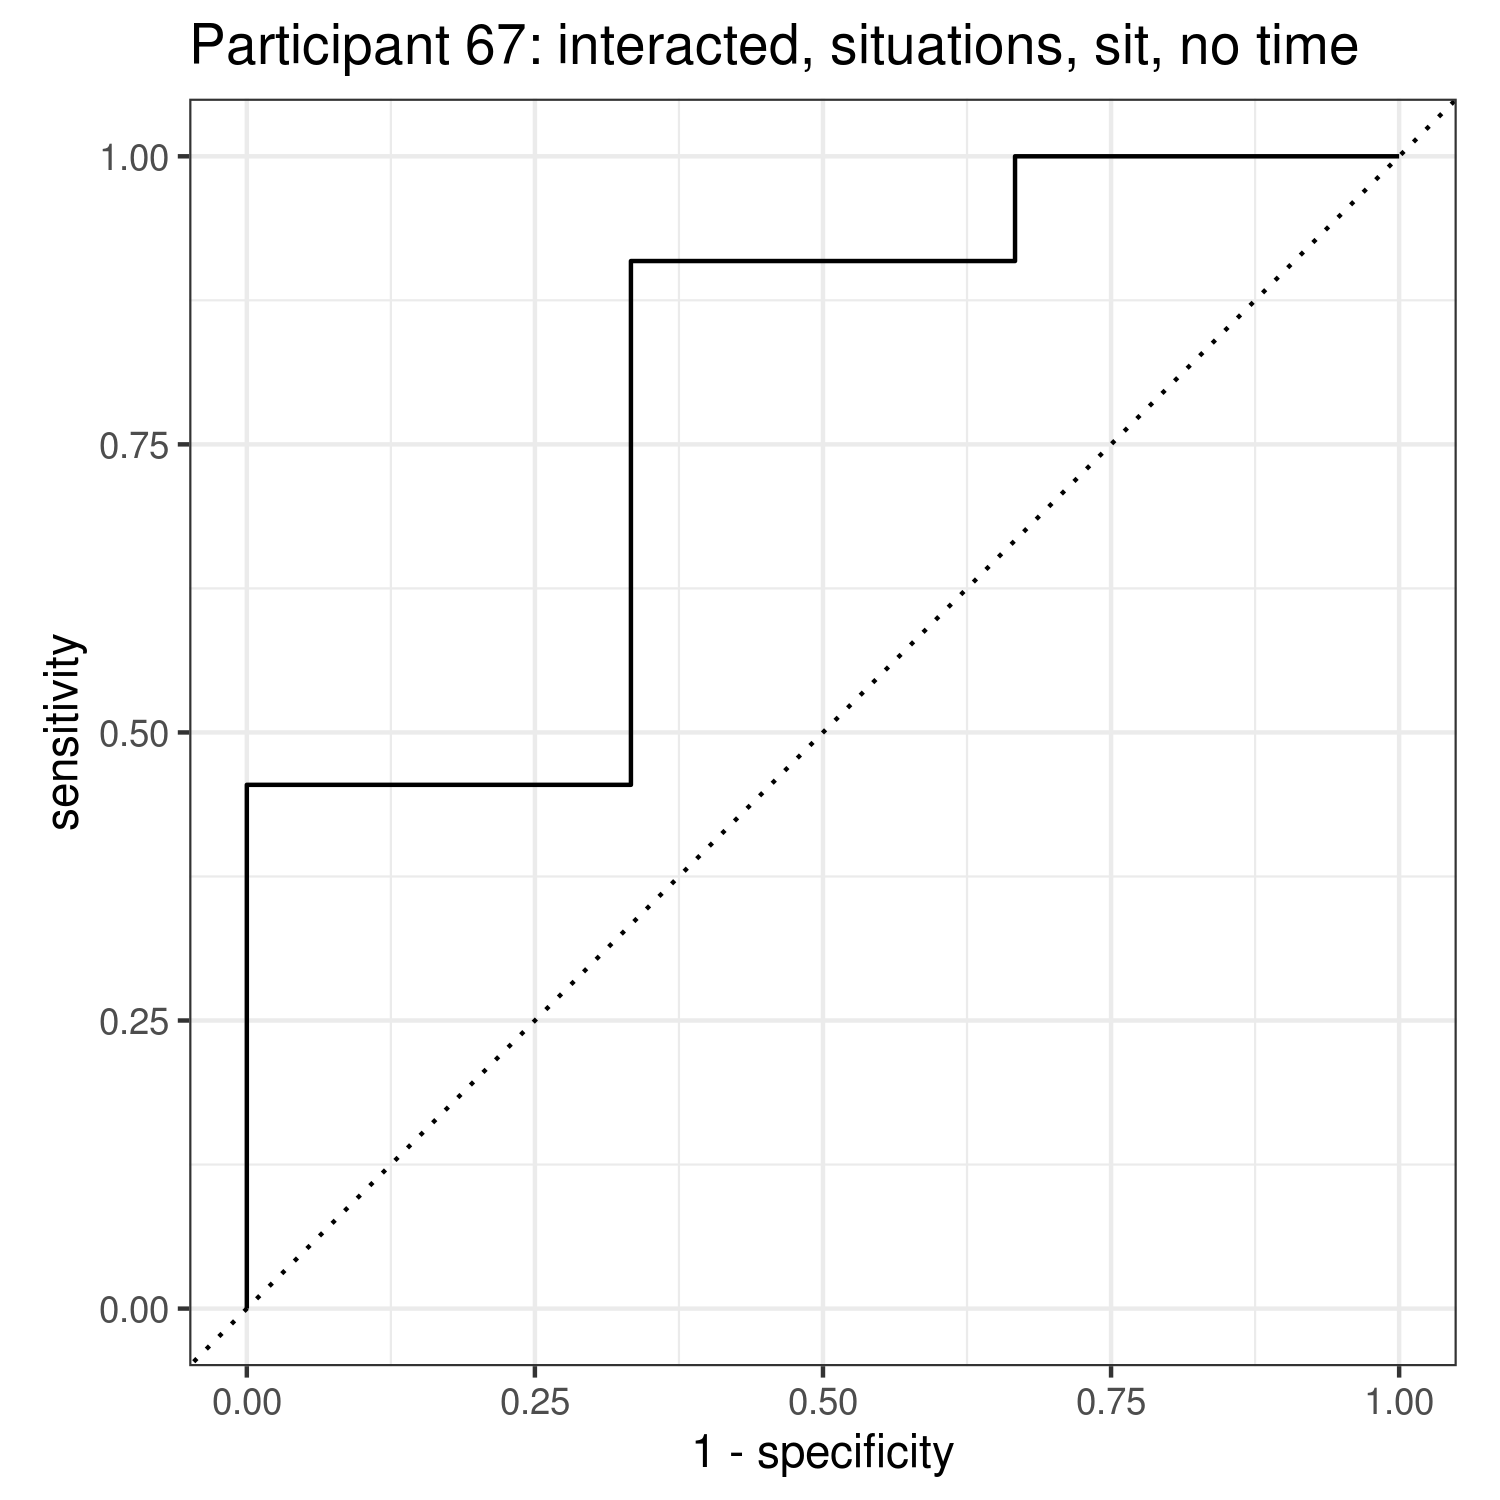 Participant 67: interacted, situations, sit, no time
1.00
0.75
0.50
0.25
0.00
sensitivity
0.00 0.25 0.50 0.75 1.00
1 - specificity